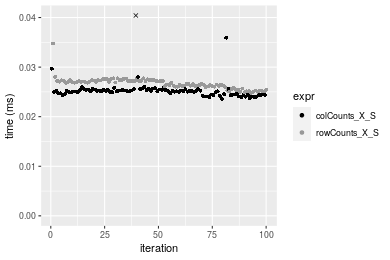 0.04
0.03
0.02
0.01
0.00
time (ms)
0
25
50
75
100
iteration
expr
colCounts_X_S
rowCounts_X_S